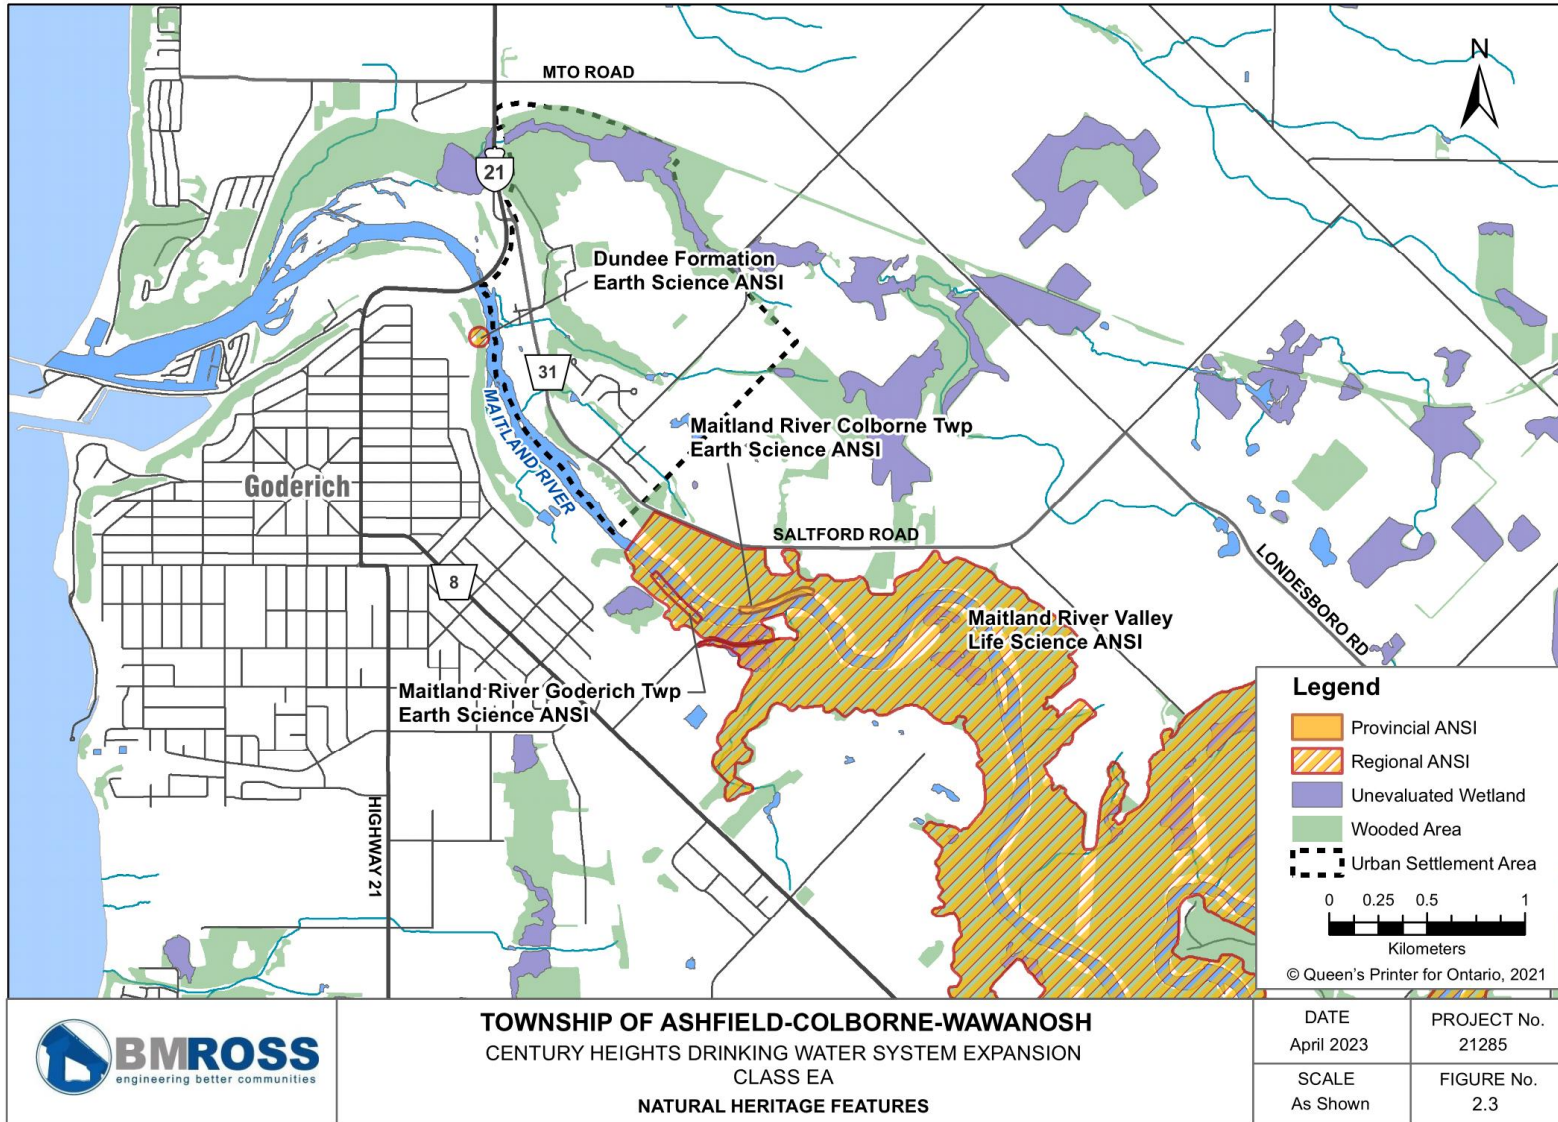 MTO ROAD
N
21
Dundee Formation
Earth Science ANSI
31
MAITLAND RIVER
Maitland River Colborne Twp
Earth Science ANSI
Goderich
SALTFORD ROAD
8
LONDESBORO RD
Maitland River Valley
Life Science ANSI
Maitland River Goderich Twp
Earth Science ANSI
HIGHWAY 21
Legend
Provincial ANSI
Regional ANSI
Unevaluated Wetland
Wooded Area
Urban Settlement Area
0 0.25 0.5 1
Kilometers
© Queen's Printer for Ontario, 2021
BMROSS
engineering better communities
TOWNSHIP OF ASHFIELD-COLBORNE-WAWANOSH
CENTURY HEIGHTS DRINKING WATER SYSTEM EXPANSION
CLASS EA
NATURAL HERITAGE FEATURES
DATE
April 2023
PROJECT No.
21285
SCALE
As Shown
FIGURE No.
2.3